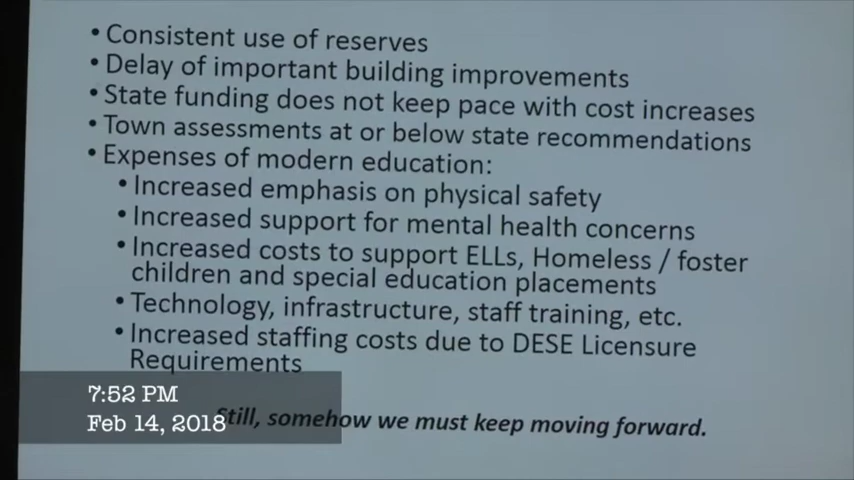 • Consistent use of reserves
• Delay of important building improvements
• State funding does not keep pace with cost increases
• Town assessments at or below state recommendations
• Expenses of modern education:
• Increased emphasis on physical safety
• Increased support for mental health concerns
• Increased costs to support ELLs, Homeless / foster
children and special education placements
• Technology, infrastructure, staff training, etc.
• Increased staffing costs due to DESE Licensure
Requirements
7:52 PM
Feb 14, 2018
Still, somehow we must keep moving forward.